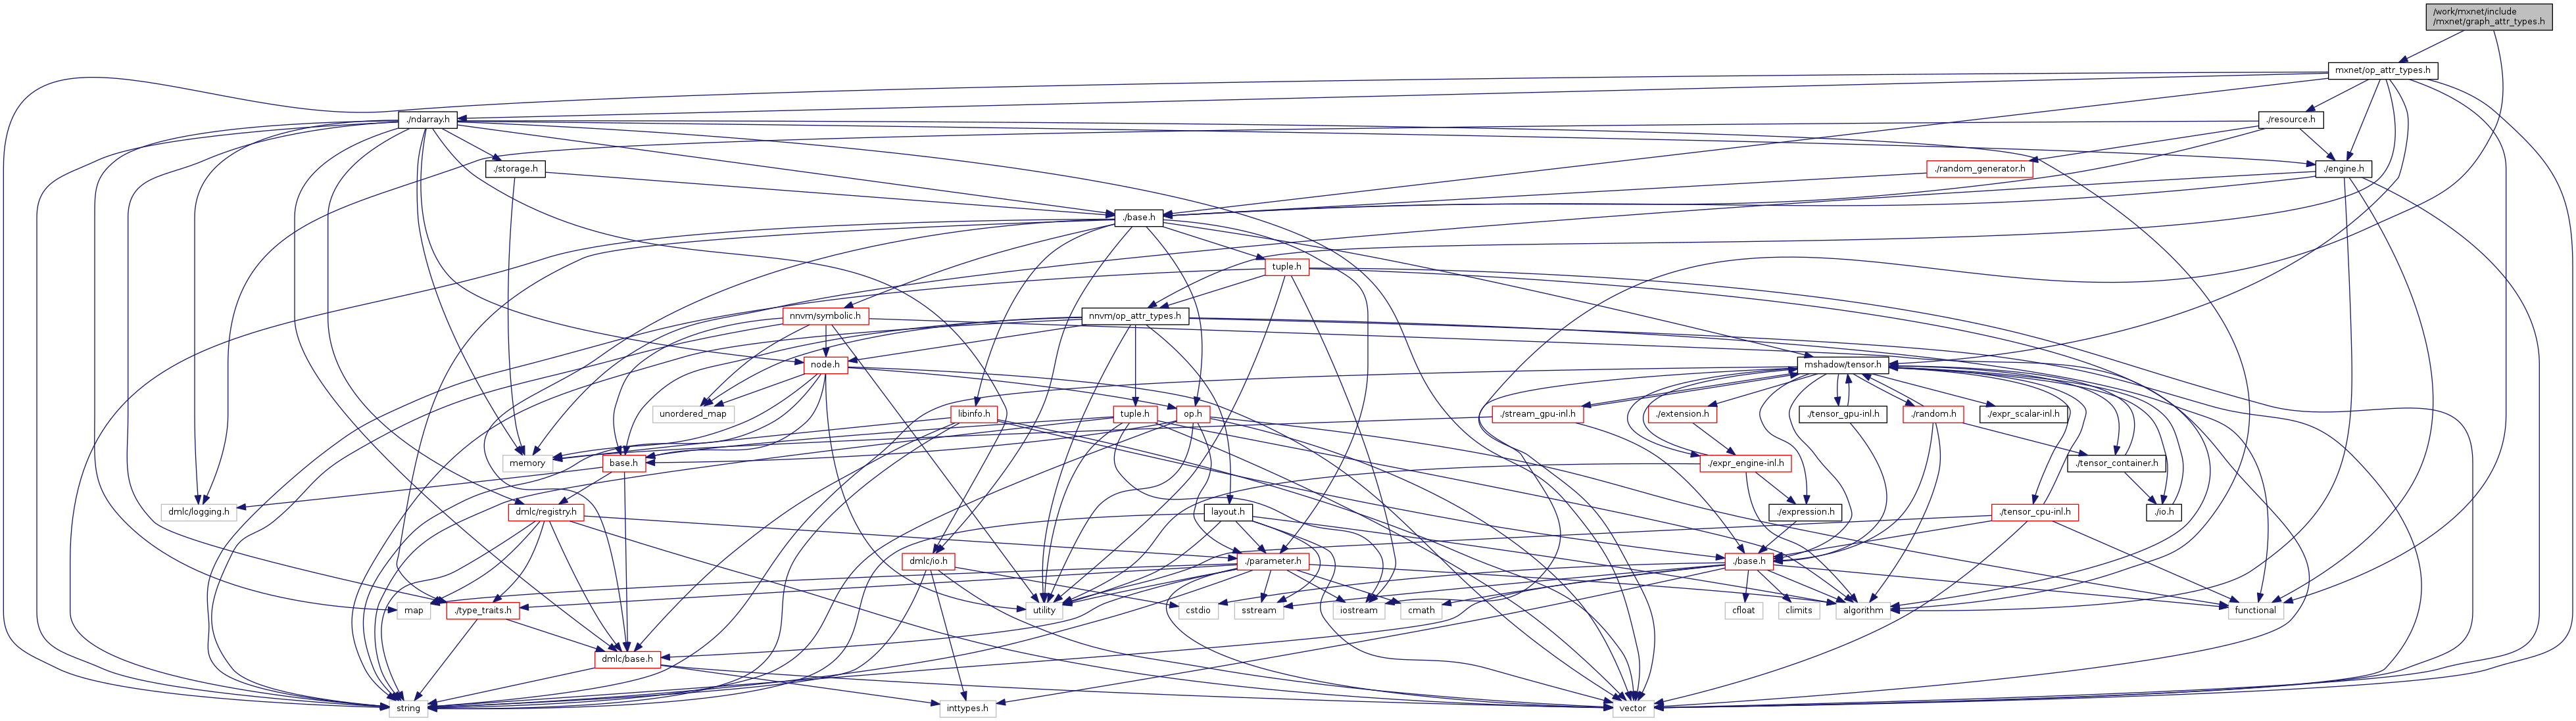 /work/mxnet/include
/mxnet/graph_attr_types.h
mxnet/op_attr_types.h
./ndarray.h
./resource.h
./storage.h
./random_generator.h
./engine.h
./base.h
tuple.h
nnvm/symbolic.h
nnvm/op_attr_types.h
node.h
mshadow/tensor.h
unordered_map
libinfo.h
tuple.h
op.h
./stream_gpu-inl.h
./extension.h
./tensor_gpu-inl.h
./random.h
./expr_scalar-inl.h
memory
base.h
./expr_engine-inl.h
./tensor_container.h
dmlc/logging.h
dmlc/registry.h
layout.h
./expression.h
./tensor_cpu-inl.h
./io.h
dmlc/io.h
./parameter.h
./base.h
map
./type_traits.h
utility
cstdio
sstream
iostream
cmath
cfloat
climits
algorithm
functional
dmlc/base.h
string
inttypes.h
vector